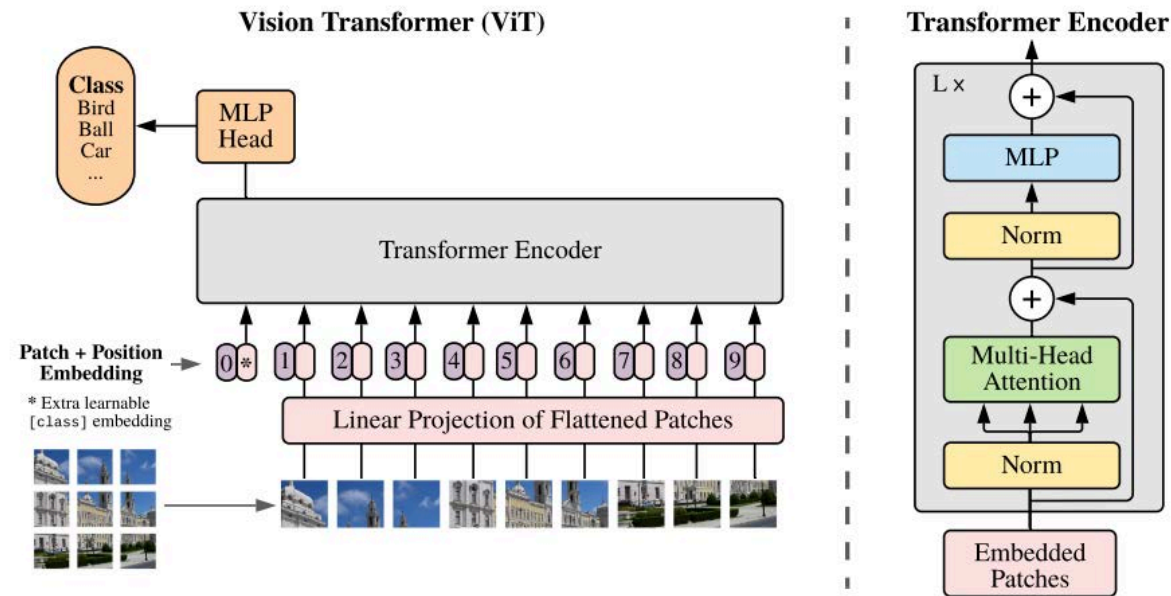 Vision Transformer (ViT)
Class
Bird
Ball
Car
...
MLP
Head
Transformer Encoder
Patch + Position
Embedding
* Extra learnable
[class] embedding
0 * 1 2 3 4 5 6 7 8 9
Linear Projection of Flattened Patches
Transformer Encoder
L ×
+
MLP
Norm
+
Multi-Head
Attention
Norm
Embedded
Patches